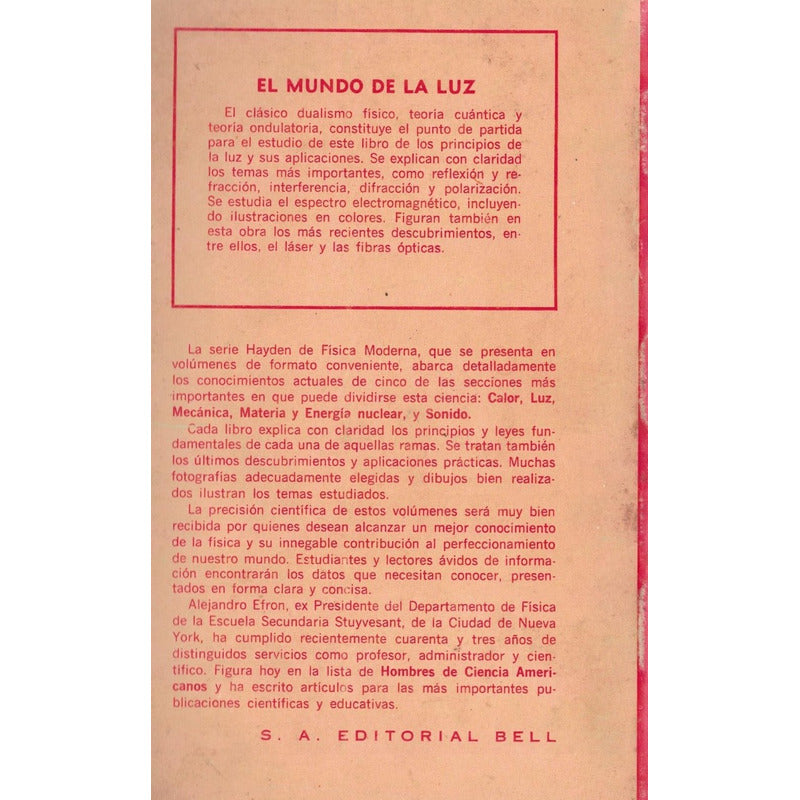 EL MUNDO DE LA LUZ
El clásico dualismo físico, teoría cuántica y
teoría ondulatoria, constituye el punto de partida
para el estudio de este libro de los principios de
la luz y sus aplicaciones. Se explican con claridad
los temas más importantes, como reflexión y re-
fracción, interferencia, difracción y polarización.
Se estudia el espectro electromagnético, incluyen-
do ilustraciones en colores. Figuran también en
esta obra los más recientes descubrimientos, en-
tre ellos, el láser y las fibras ópticas.
La serie Hayden de Física Moderna, que se presenta en
volúmenes de formato conveniente, abarca detalladamente
los conocimientos actuales de cinco de las secciones más
importantes en que puede dividirse esta ciencia: Calor, Luz,
Mecánica, Materia y Energía nuclear, y Sonido.
Cada libro explica con claridad los principios y leyes fun-
damentales de cada una de aquellas ramas. Se tratan también
los últimos descubrimientos y aplicaciones prácticas. Muchas
fotografías adecuadamente elegidas y dibujos bien realiza-
dos ilustran los temas estudiados.
La precisión científica de estos volúmenes será muy bien
recibida por quienes desean alcanzar un mejor conocimiento
de la física y su innegable contribución al perfeccionamiento
de nuestro mundo. Estudiantes y lectores ávidos de informa-
ción encontrarán los datos que necesitan conocer, presen-
tados en forma clara y concisa.
Alejandro Efron, ex Presidente del Departamento de Física
de la Escuela Secundaria Stuyvesant, de la Ciudad de Nueva
York, ha cumplido recientemente cuarenta y tres años de
distinguidos servicios como profesor, administrador y cien-
tífico. Figura hoy en la lista de Hombres de Ciencia Ameri-
canos y ha escrito artículos para las más importantes pu-
blicaciones científicas y educativas.
S. A. EDITORIAL BELL